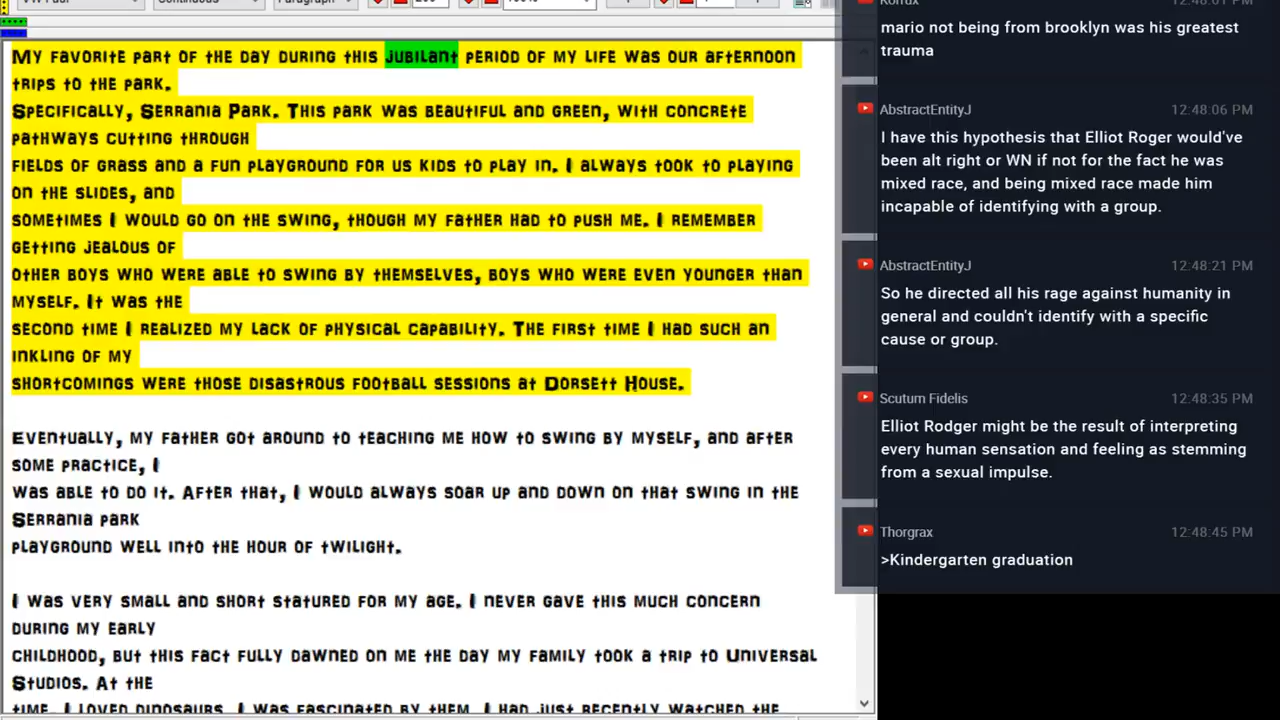 My favorite part of the day during this jubilant period of my life was our afternoon
trips to the park.
Specifically, Serrania Park. This park was beautiful and green, with concrete
pathways cutting through
fields of grass and a fun playground for us kids to play in. I always took to playing
on the slides, and
sometimes I would go on the swing, though my father had to push me. I remember
getting jealous of
other boys who were able to swing by themselves, boys who were even younger than
myself. It was the
second time I realized my lack of physical capability. The first time I had such an
inkling of my
shortcomings were those disastrous football sessions at Dorsett House.
Eventually, my father got around to teaching me how to swing by myself, and after
some practice, I
was able to do it. After that, I would always soar up and down on that swing in the
Serrania park
playground well into the hour of twilight.
I was very small and short statured for my age. I never gave this much concern
during my early
childhood, but this fact fully dawned on me the day my family took a trip to Universal
Studios. At the
time, I loved dinosaurs. I was fascinated by them. I had just recently watched the
mario not being from brooklyn was his greatest
trauma
AbstractEntityJ 12:48:06 PM
I have this hypothesis that Elliot Roger would've
been alt right or WN if not for the fact he was
mixed race, and being mixed race made him
incapable of identifying with a group.
AbstractEntityJ 12:48:21 PM
So he directed all his rage against humanity in
general and couldn't identify with a specific
cause or group.
Scutum Fidelis 12:48:35 PM
Elliot Rodger might be the result of interpreting
every human sensation and feeling as stemming
from a sexual impulse.
Thorgrax 12:48:45 PM
>Kindergarten graduation